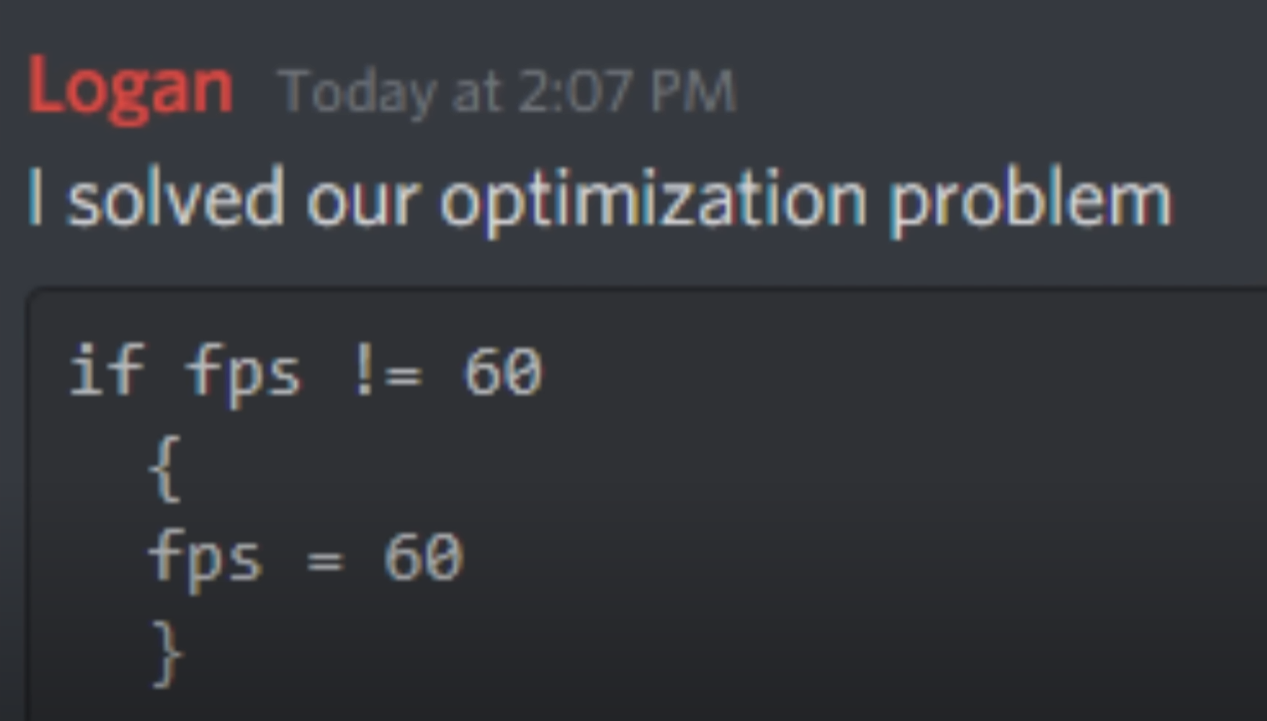 Logan Today at 2:07 PM
I solved our optimization problem
if fps != 60
{
fps = 60
}